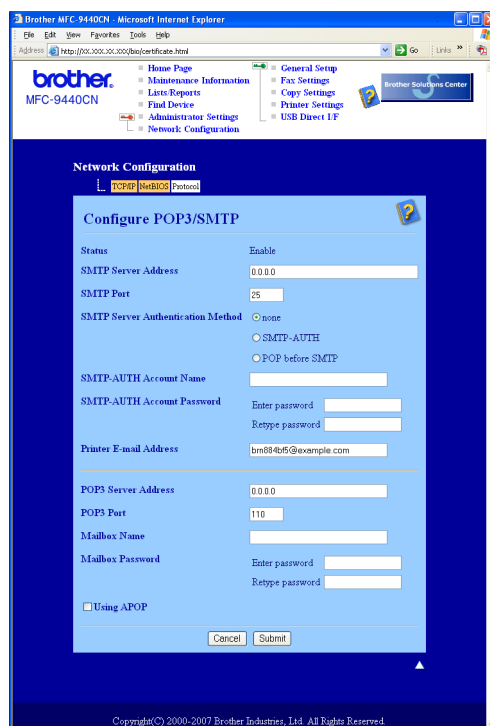 Brother MFC-9440CN - Microsoft Internet Explorer
File Edit View Favorites Tools Help
Address http://XX.XXX.XX.XXX/bio/certificate.html Go Links »
brother.
MFC-9440CN
Home Page
Maintenance Information
Lists/Reports
Find Device
Administrator Settings
Network Configuration
General Setup
Fax Settings
Copy Settings
Printer Settings
USB Direct I/F
Brother Solutions Center
Network Configuration
TCP/IP NetBIOS Protocol
Configure POP3/SMTP
Status Enable
SMTP Server Address 0.0.0.0
SMTP Port 25
SMTP Server Authentication Method none
SMTP-AUTH
POP before SMTP
SMTP-AUTH Account Name
SMTP-AUTH Account Password Enter password
Retype password
Printer E-mail Address brn884bf5@example.com
POP3 Server Address 0.0.0.0
POP3 Port 110
Mailbox Name
Mailbox Password Enter password
Retype password
Using APOP
Cancel Submit
Copyright(C) 2000-2007 Brother Industries, Ltd. All Rights Reserved.